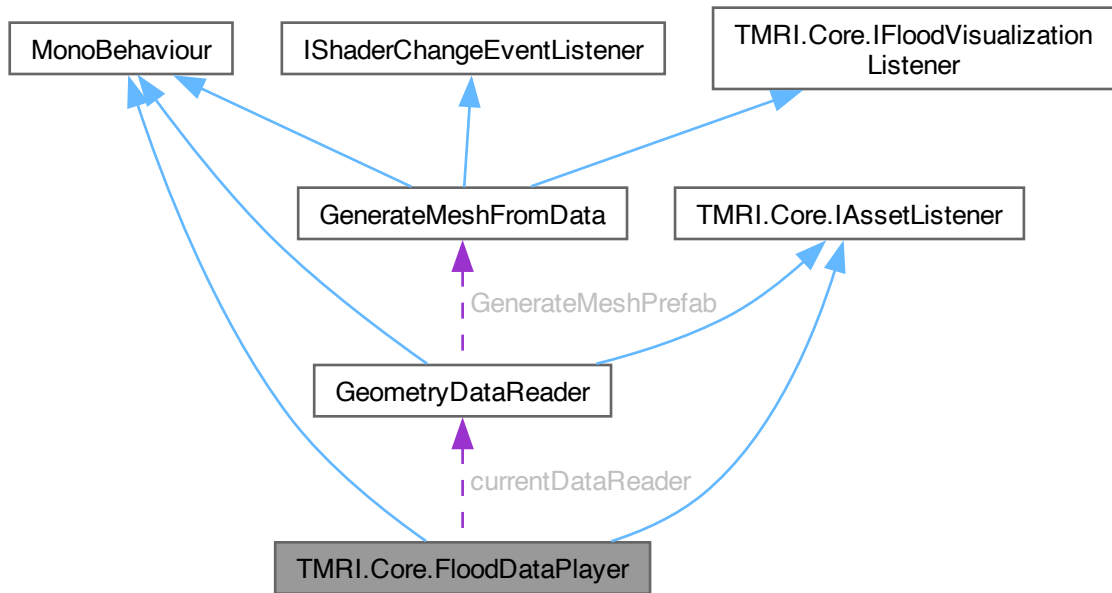 MonoBehaviour
IShaderChangeEventListener
TMRI.Core.IFloodVisualization
Listener
GenerateMeshFromData
TMRI.Core.IAssetListener
GenerateMeshPrefab
GeometryDataReader
currentDataReader
TMRI.Core.FloodDataPlayer